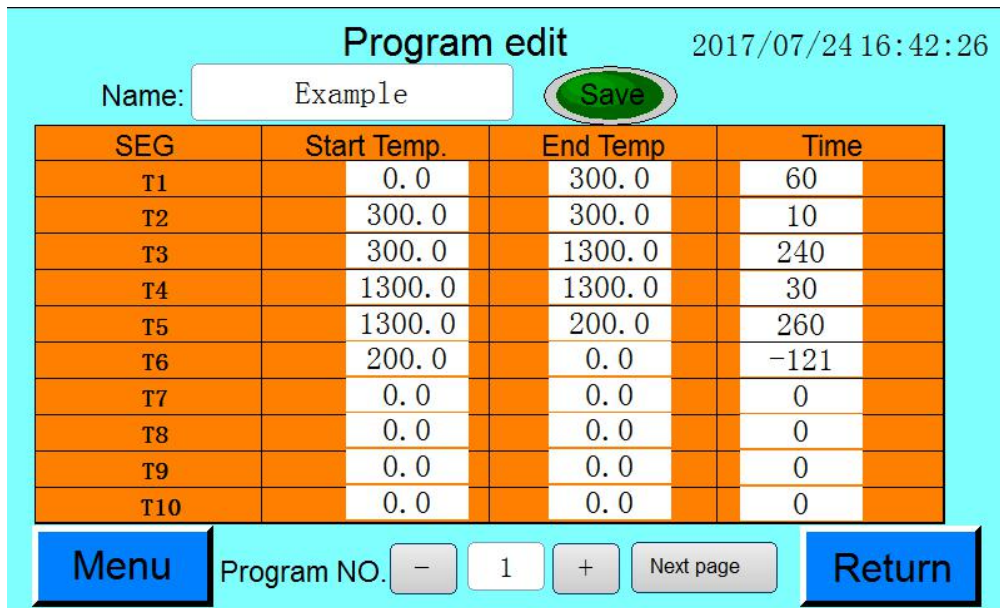 Program edit 2017/07/24 16:42:26
Name: Example Save
SEG Start Temp. End Temp Time
T1 0.0 300.0 60
T2 300.0 300.0 10
T3 300.0 1300.0 240
T4 1300.0 1300.0 30
T5 1300.0 200.0 260
T6 200.0 0.0 -121
T7 0.0 0.0 0
T8 0.0 0.0 0
T9 0.0 0.0 0
T10 0.0 0.0 0
Menu Program NO. - 1 + Next page Return